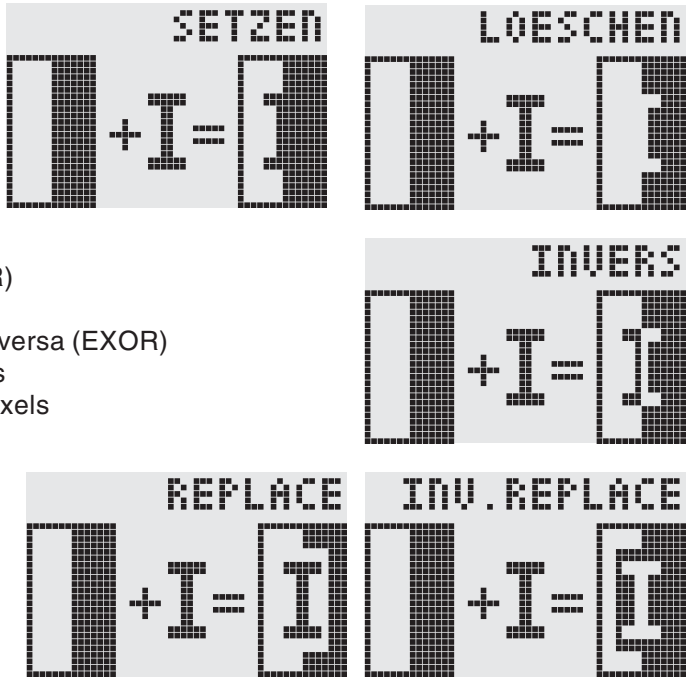 SETZEN
LOESCHEN
+ I =
+ I =
R)
INVERS
versa (EXOR)
s
xels
+ I =
REPLACE
INV.REPLACE
+ I =
+ I =